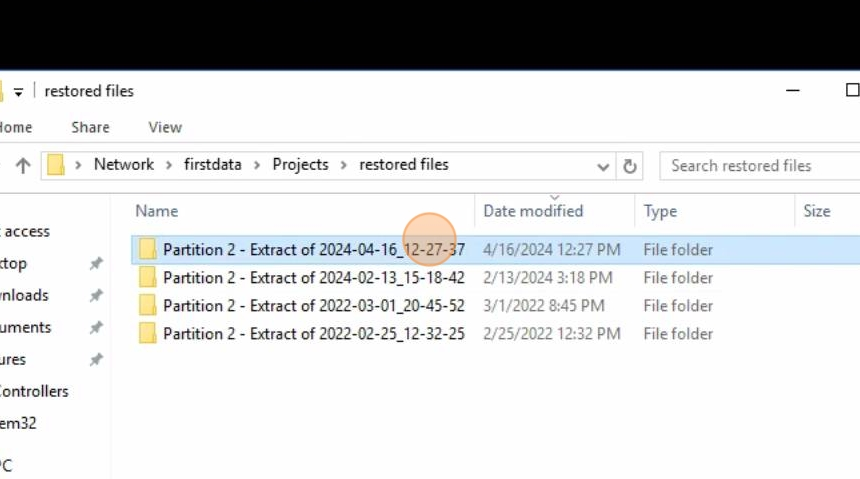 restored files
Home Share View
Network firstdata Projects restored files Search restored files
Name Date modified Type Size
access
Partition 2 - Extract of 2024-04-16_12-27-37 4/16/2024 12:27 PM File folder
ktop
Partition 2 - Extract of 2024-02-13_15-18-42 2/13/2024 3:18 PM File folder
wnloads
Partition 2 - Extract of 2022-03-01_20-45-52 3/1/2022 8:45 PM File folder
uments
Partition 2 - Extract of 2022-02-25_12-32-25 2/25/2022 12:32 PM File folder
ures
ontrollers
em32
PC